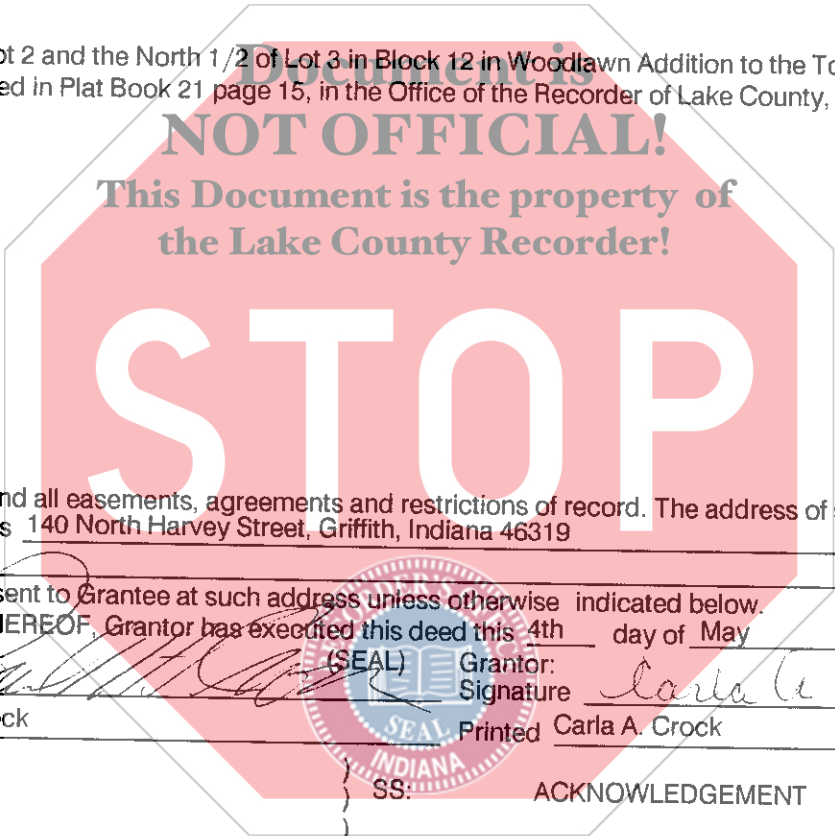 ot 2 and the North 1/2 of Lot 3 in Block 12 in Woodlawn Addition to the To
Document is
ed in Plat Book 21 page 15, in the Office of the Recorder of Lake County,
NOT OFFICIAL!
This Document is the property of
the Lake County Recorder!
STOP
nd all easements, agreements and restrictions of record. The address of
s 140 North Harvey Street, Griffith, Indiana 46319
sent to Grantee at such address unless otherwise indicated below.
HEREOF, Grantor has executed this deed this 4th day of May
(SEAL) Grantor:
Signature Carla A
ck Printed Carla A. Crock
SEAL
INDIANA
SS: ACKNOWLEDGEMENT